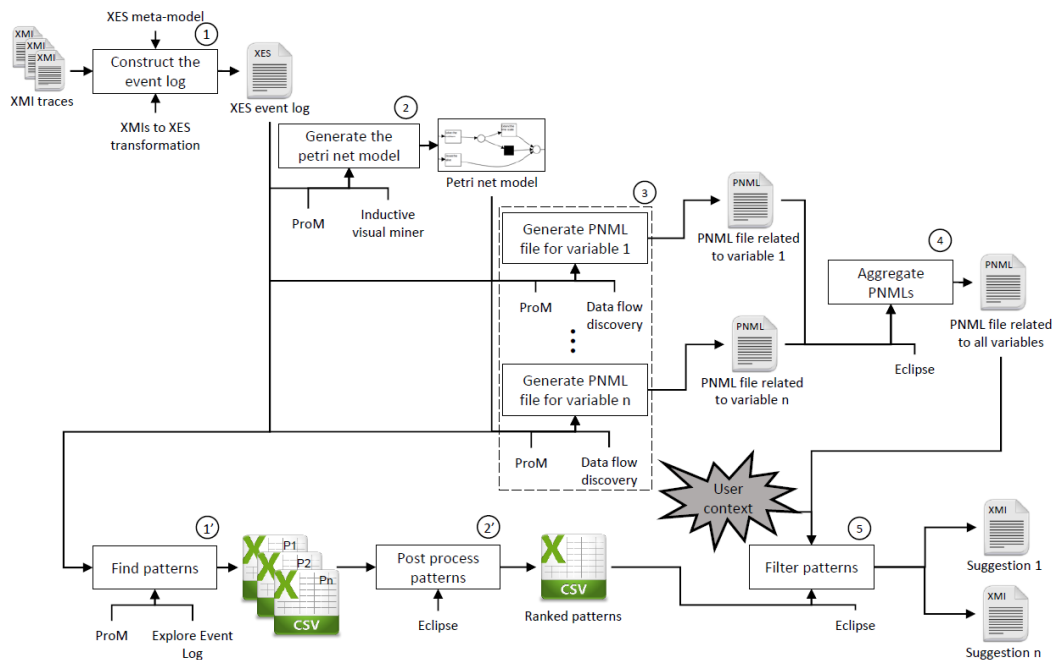 XES meta-model
1
XMI
XMI
XMI
Construct the
event log
XES
XMI traces
XES event log
XMIs to XES
transformation
2
Generate the
petri net model
Petri net model
ProM
Inductive
visual miner
3
Generate PNML
file for variable 1
PNML
PNML file related
to variable 1
ProM
Data flow
discovery
4
Aggregate
PNMLs
PNML
PNML file related
to all variables
Eclipse
PNML
PNML file related
to variable n
Generate PNML
file for variable n
ProM
Data flow
discovery
User
context
1'
Find patterns
ProM
Explore Event
Log
X
P1
P2
Pn
CSV
2'
Post process
patterns
Eclipse
X
CSV
Ranked patterns
5
Filter patterns
Eclipse
XMI
Suggestion 1
XMI
Suggestion n